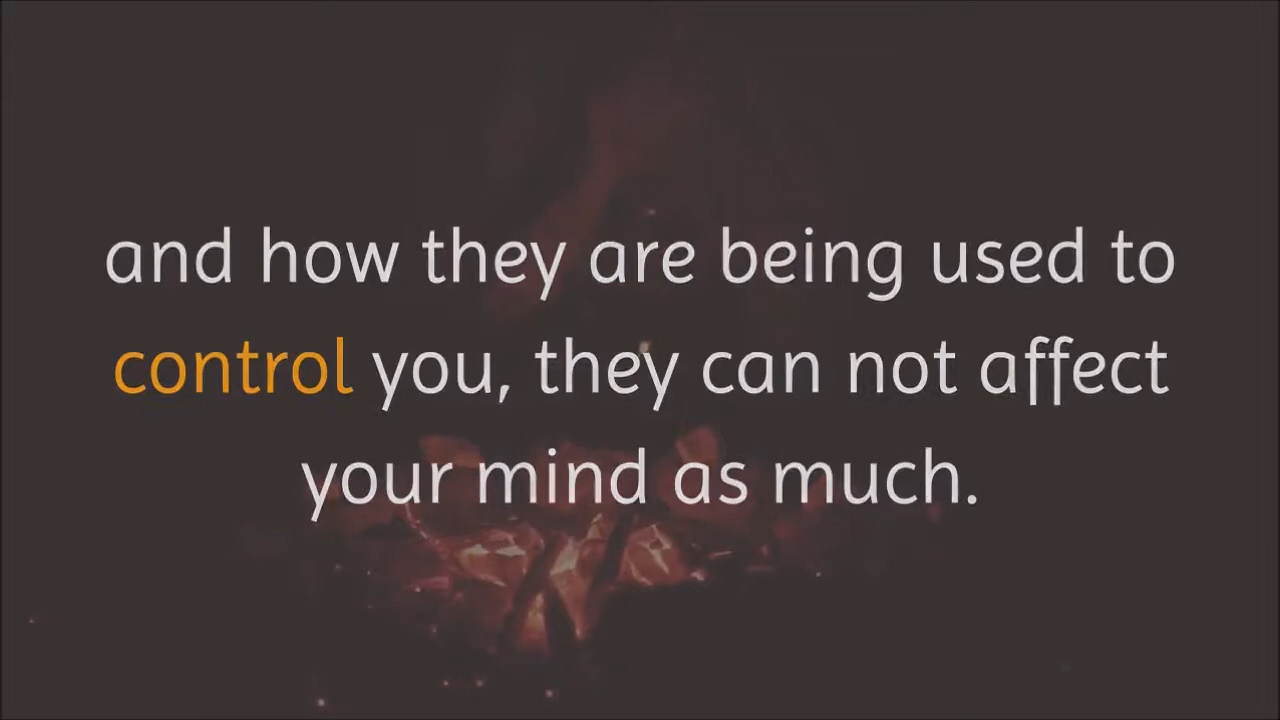 and how they are being used to
control you, they can not affect
your mind as much.